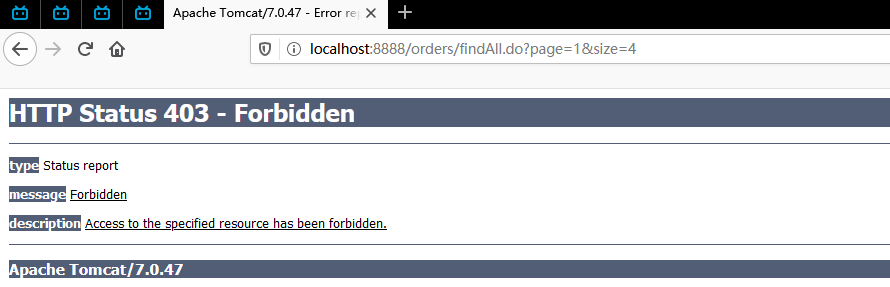 Apache Tomcat/7.0.47 - Error re
localhost:8888/orders/findAll.do?page=1&size=4
HTTP Status 403 - Forbidden
type Status report
message Forbidden
description Access to the specified resource has been forbidden.
Apache Tomcat/7.0.47